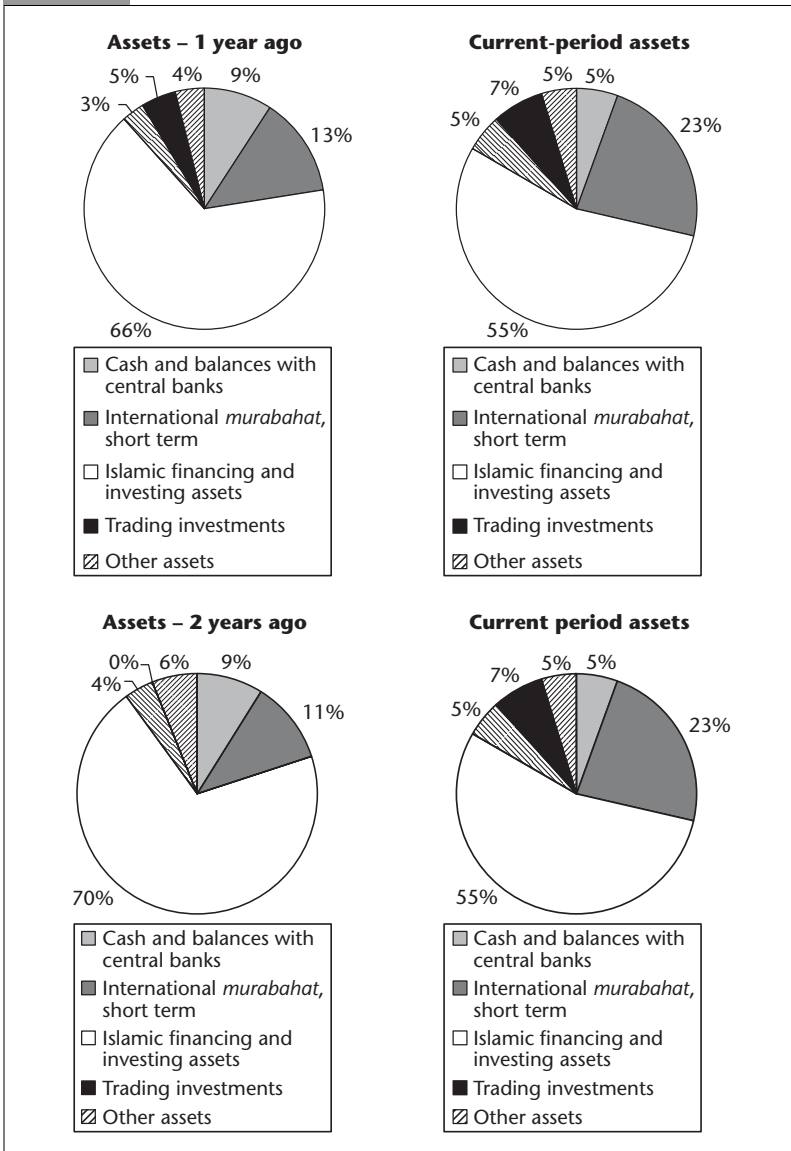 Assets – 1 year ago
5%
4%
9%
3%
13%
66%
Cash and balances with
central banks
International murabahat,
short term
Islamic financing and
investing assets
Trading investments
Other assets
Current-period assets
7%
5%
5%
5%
23%
55%
Cash and balances with
central banks
International murabahat,
short term
Islamic financing and
investing assets
Trading investments
Other assets
Assets – 2 years ago
0%
6%
9%
4%
11%
70%
Cash and balances with
central banks
International murabahat,
short term
Islamic financing and
investing assets
Trading investments
Other assets
Current period assets
7%
5%
5%
5%
23%
55%
Cash and balances with
central banks
International murabahat,
short term
Islamic financing and
investing assets
Trading investments
Other assets